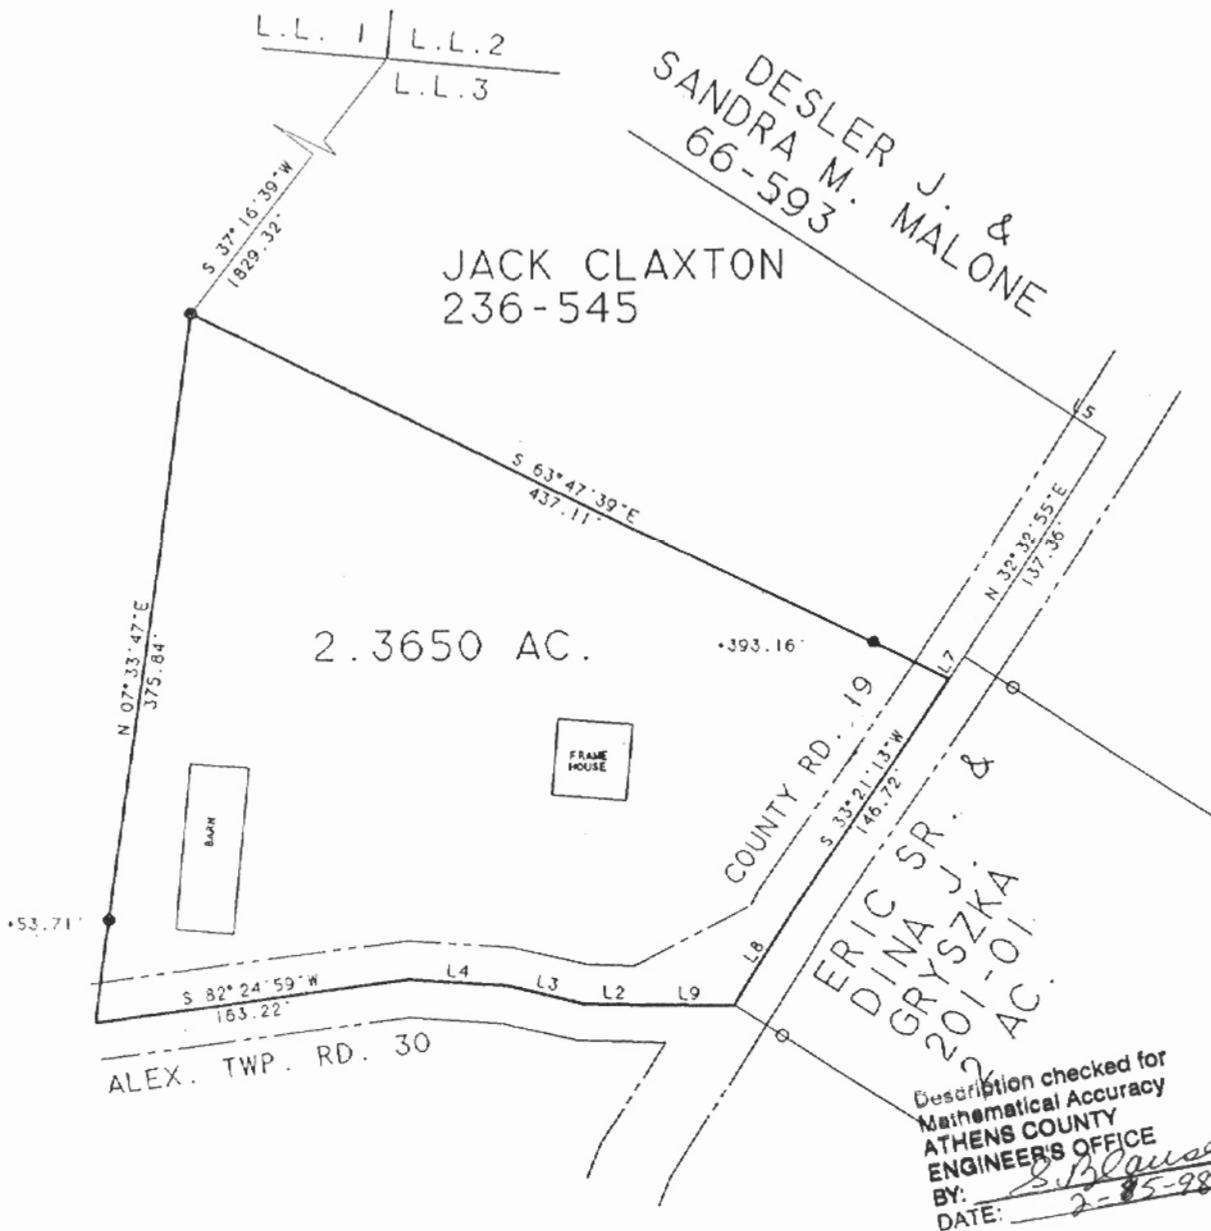 L.L. 1
L.L.2
L.L.3
DESLER J. &
SANDRA M. MALONE
66-593
S 37° 16'39"W
1829.32'
JACK CLAXTON
236-545
L5
S 63°47'39"E
437.11'
N 32°32'55"E
137.36'
N 07°33'47"E
375.84'
2.3650 AC.
+393.16'
L7
COUNTY RD. 19
S 33°21'13"W
146.72'
FRAME
HOUSE
BARN
+53.71'
L8
ERIC SR. &
DINA J.
GRYSZKA
201-01
2 AC.
S 82°24'59"W
163.22'
L4
L3
L2
L9
ALEX. TWP. RD. 30
Description checked for
Mathematical Accuracy
ATHENS COUNTY
ENGINEER'S OFFICE
BY:
DATE: